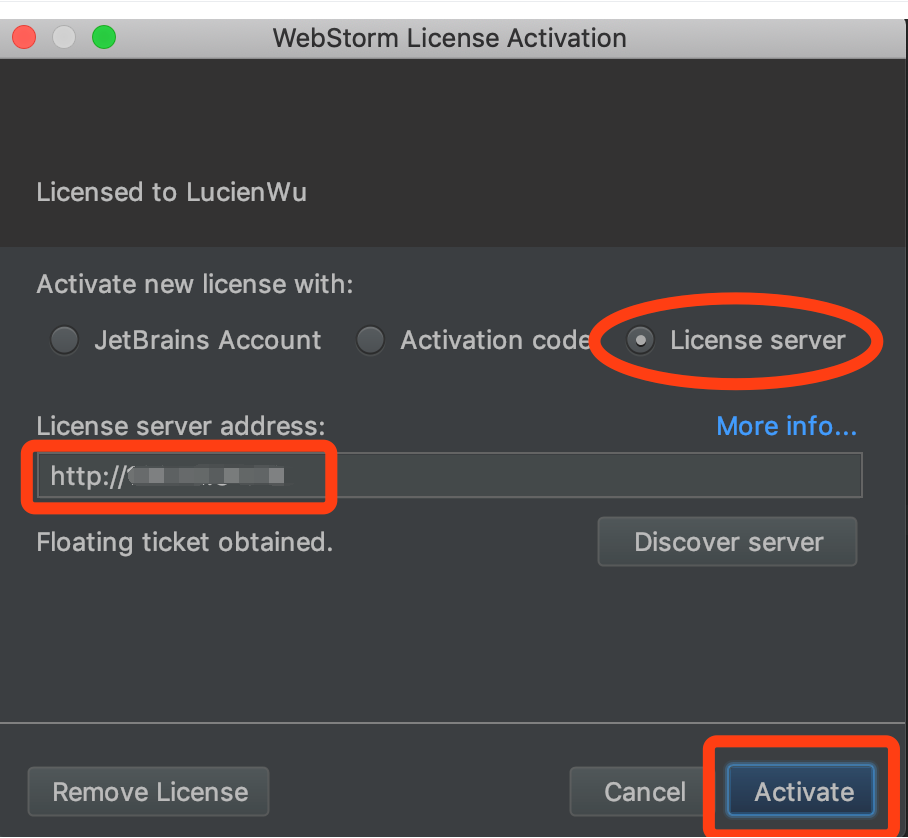 WebStorm License Activation
Licensed to LucienWu
Activate new license with:
JetBrains Account Activation code License server
License server address: More info...
http://
Floating ticket obtained. Discover server
Remove License Cancel Activate